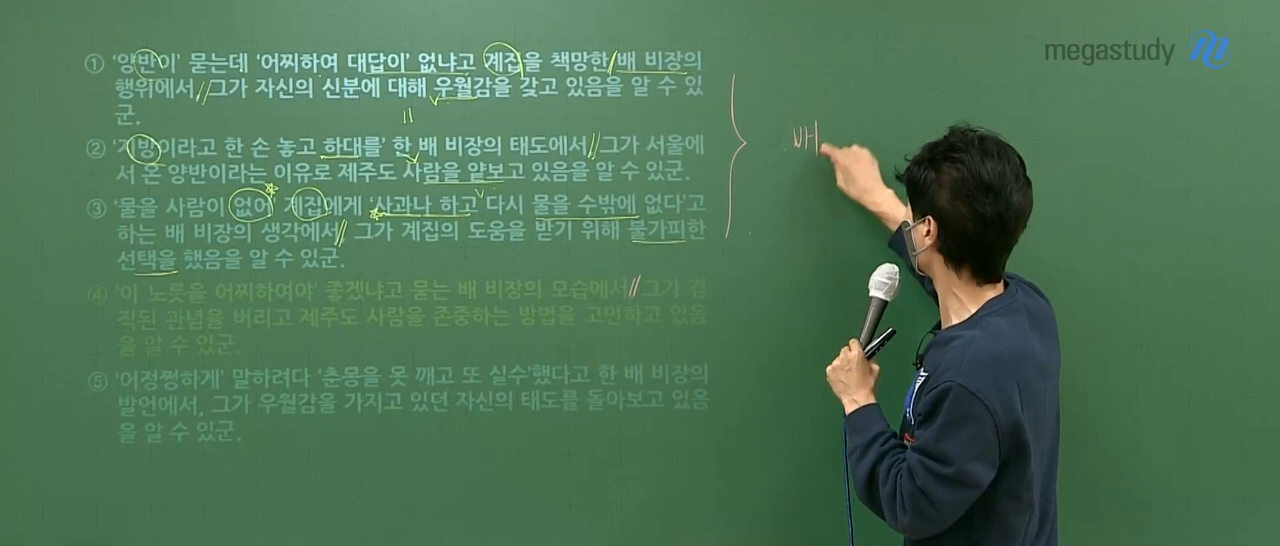 megastudy
① '양반이' 묻는데 '어찌하여 대답이' 없냐고 계집을 책망한 배 비장의
행위에서, 그가 자신의 신분에 대해 우월감을 갖고 있음을 알 수 있
군.
② '지방이라고 한 손 놓고 하대를' 한 배 비장의 태도에서, 그가 서울에
서 온 양반이라는 이유로 제주도 사람을 얕보고 있음을 알 수 있군.
③ '물을 사람이 없어' 계집에게 '사과나 하고 다시 물을 수밖에 없다'고
하는 배 비장의 생각에서, 그가 계집의 도움을 받기 위해 불가피한
선택을 했음을 알 수 있군.
④ '이 노릇을 어찌하여야' 좋겠냐고 묻는 배 비장의 모습에서, 그가 경
직된 관념을 버리고 제주도 사람을 존중하는 방법을 고민하고 있음
을 알 수 있군.
⑤ '어정쩡하게' 말하려다 '춘몽을 못 깨고 또 실수'했다고 한 배 비장의
발언에서, 그가 우월감을 가지고 있던 자신의 태도를 돌아보고 있음
을 알 수 있군.
배